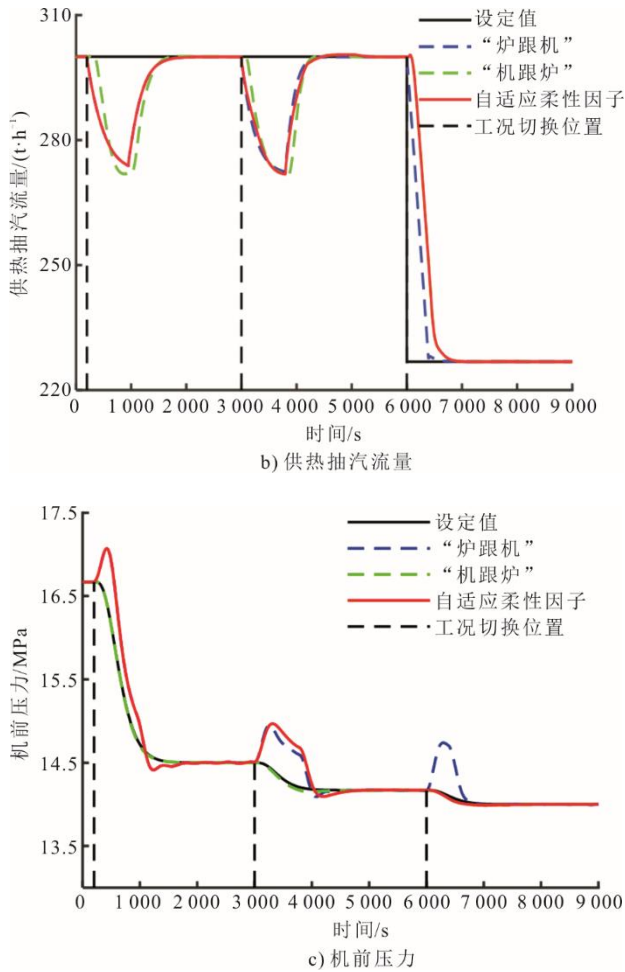 310
300
280
250
220
供热抽汽流量/(t·h⁻¹)
设定值
“炉跟机”
“机跟炉”
自适应柔性因子
工况切换位置
0 1 000 2 000 3 000 4 000 5 000 6 000 7 000 8 000 9 000
时间/s
b) 供热抽汽流量
17.5
16.5
15.5
14.5
13.5
机前压力/MPa
设定值
“炉跟机”
“机跟炉”
自适应柔性因子
工况切换位置
0 1 000 2 000 3 000 4 000 5 000 6 000 7 000 8 000 9 000
时间/s
c) 机前压力